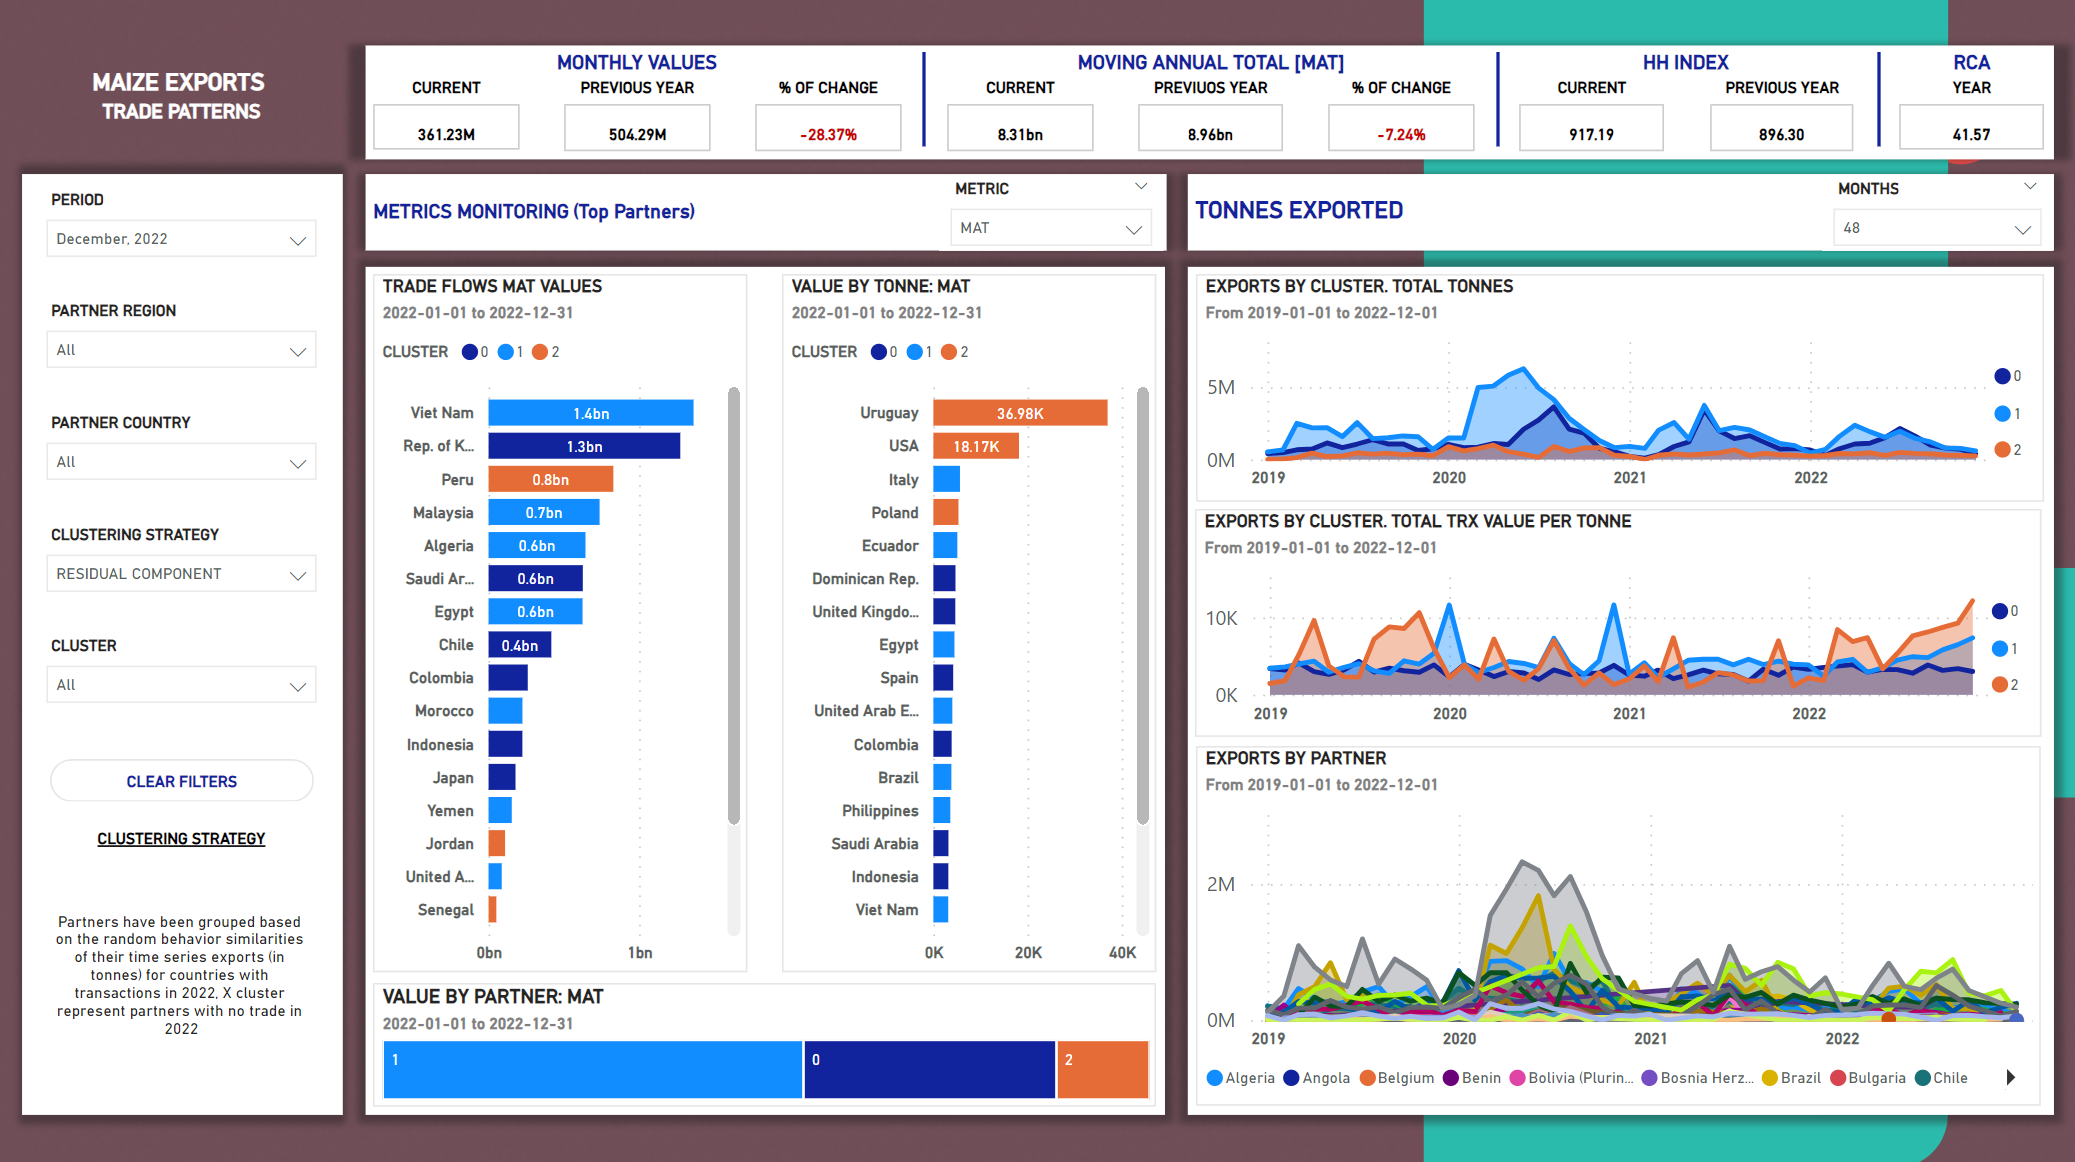 MAIZE EXPORTS
TRADE PATTERNS
MONTHLY VALUES
CURRENT
PREVIOUS YEAR
% OF CHANGE
361.23M
504.29M
-28.37%
MOVING ANNUAL TOTAL [MAT]
CURRENT
PREVIUOS YEAR
% OF CHANGE
8.31bn
8.96bn
-7.24%
HH INDEX
CURRENT
PREVIOUS YEAR
917.19
896.30
RCA
YEAR
41.57
PERIOD
December, 2022
PARTNER REGION
All
PARTNER COUNTRY
All
CLUSTERING STRATEGY
RESIDUAL COMPONENT
CLUSTER
All
CLEAR FILTERS
CLUSTERING STRATEGY
Partners have been grouped based
on the random behavior similarities
of their time series exports (in
tonnes) for countries with
transactions in 2022, X cluster
represent partners with no trade in
2022
METRICS MONITORING (Top Partners)
METRIC
MAT
TRADE FLOWS MAT VALUES
2022-01-01 to 2022-12-31
CLUSTER 0 1 2
Viet Nam 1.4bn
Rep. of K... 1.3bn
Peru 0.8bn
Malaysia 0.7bn
Algeria 0.6bn
Saudi Ar... 0.6bn
Egypt 0.6bn
Chile 0.4bn
Colombia
Morocco
Indonesia
Japan
Yemen
Jordan
United A...
Senegal
0bn 1bn
VALUE BY TONNE: MAT
2022-01-01 to 2022-12-31
CLUSTER 0 1 2
Uruguay 36.98K
USA 18.17K
Italy
Poland
Ecuador
Dominican Rep.
United Kingdo...
Egypt
Spain
United Arab E...
Colombia
Brazil
Philippines
Saudi Arabia
Indonesia
Viet Nam
0K 20K 40K
VALUE BY PARTNER: MAT
2022-01-01 to 2022-12-31
1 0 2
TONNES EXPORTED
MONTHS
48
EXPORTS BY CLUSTER. TOTAL TONNES
From 2019-01-01 to 2022-12-01
5M
0M
2019 2020 2021 2022
0
1
2
EXPORTS BY CLUSTER. TOTAL TRX VALUE PER TONNE
From 2019-01-01 to 2022-12-01
10K
0K
2019 2020 2021 2022
0
1
2
EXPORTS BY PARTNER
From 2019-01-01 to 2022-12-01
2M
0M
2019 2020 2021 2022
Algeria Angola Belgium Benin Bolivia (Plurin... Bosnia Herz... Brazil Bulgaria Chile